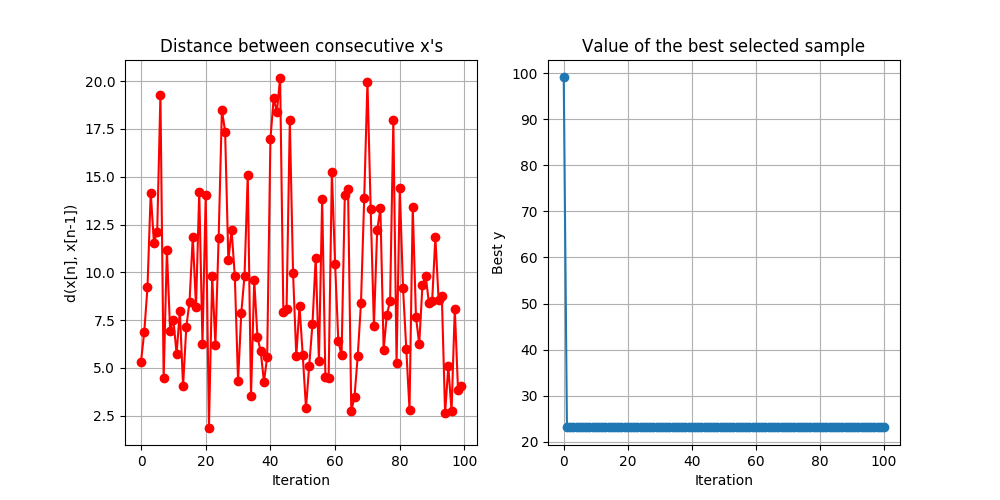 Distance between consecutive x's
d(x[n], x[n-1])
20.0
17.5
15.0
12.5
10.0
7.5
5.0
2.5
0 20 40 60 80 100
Iteration
Value of the best selected sample
Best y
100
90
80
70
60
50
40
30
20
0 20 40 60 80 100
Iteration